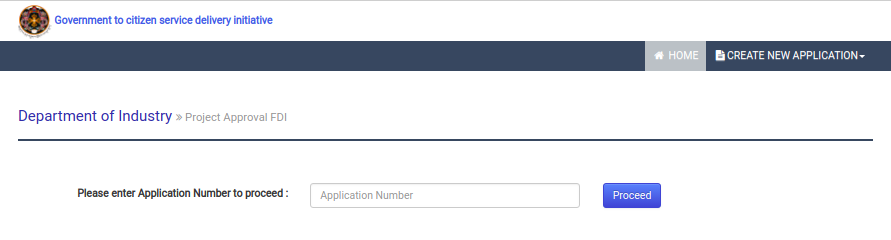 Government to citizen service delivery initiative
HOME CREATE NEW APPLICATION
Department of Industry » Project Approval FDI
Please enter Application Number to proceed : Application Number Proceed